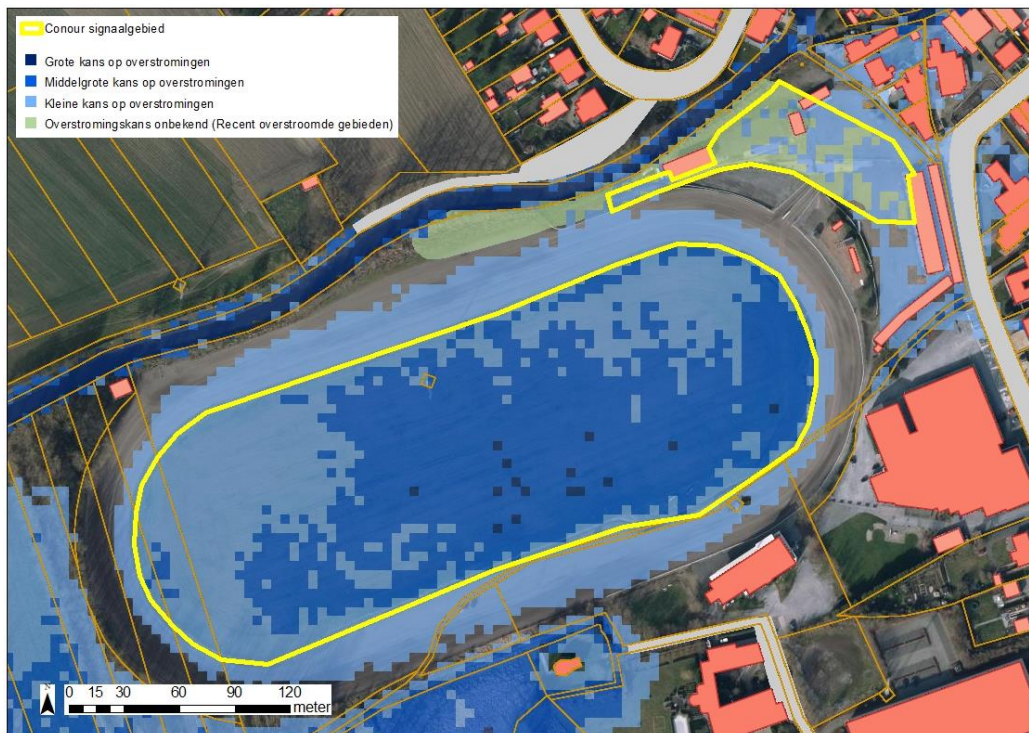 Conour signaalgebied
Grote kans op overstromingen
Middelgrote kans op overstromingen
Kleine kans op overstromingen
Overstromingskans onbekend (Recent overstroomde gebieden)
0 15 30 60 90 120
meter